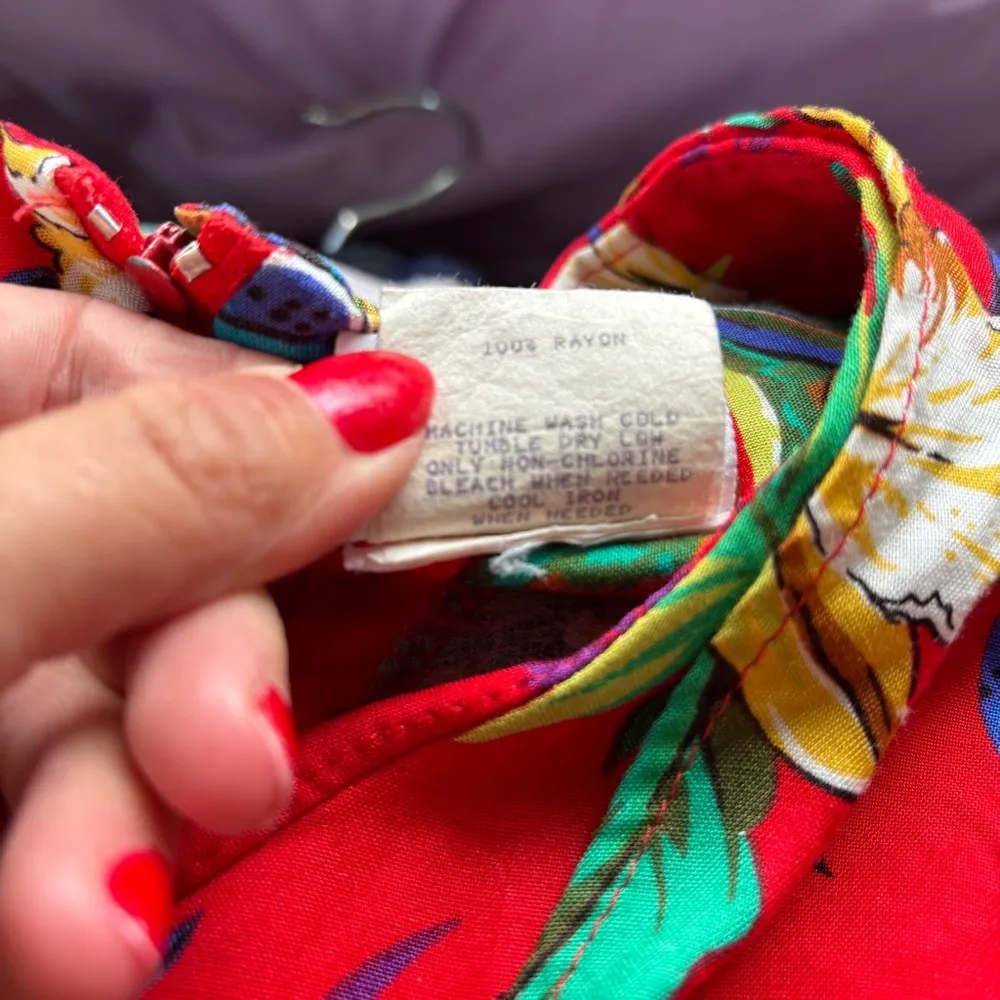 100% RAYON
MACHINE WASH COLD
TUMBLE DRY LOW
ONLY NON-CHLORINE
BLEACH WHEN NEEDED
COOL IRON
WHEN NEEDED